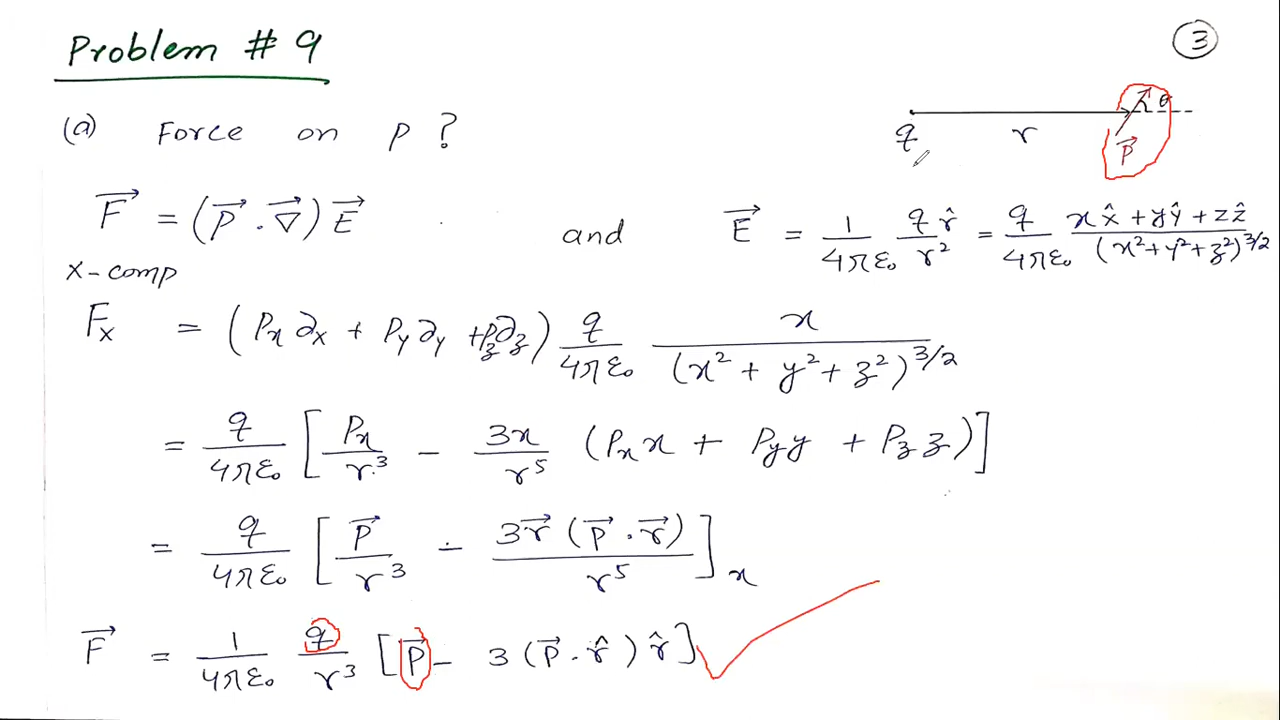 Problem # 9
③
(a) Force on p ?
q r p⃗ θ
F⃗ = (p⃗ . ∇⃗) E⃗ and E⃗ = 1/4πε₀ q r̂/r² = q/4πε₀ (x x̂ + y ŷ + z ẑ)/(x² + y² + z²)^3/2
x-comp
Fx = (Px ∂x + Py ∂y + Pz ∂z) q/4πε₀ x/(x² + y² + z²)^3/2
= q/4πε₀ [Px/r³ − 3x/r⁵ (Px x + Py y + Pz z)]
= q/4πε₀ [p⃗/r³ − 3r⃗ (p⃗ . r⃗)/r⁵]x
F⃗ = 1/4πε₀ q/r³ [p⃗ − 3 (p⃗ . r̂) r̂]